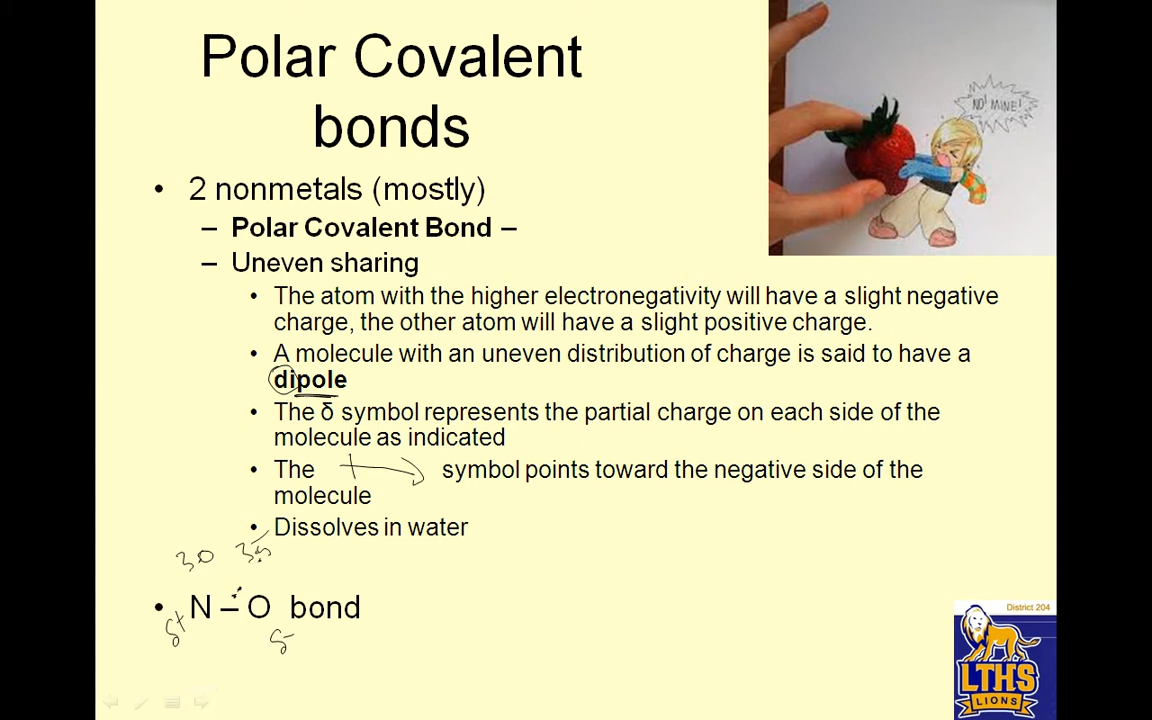 Polar Covalent
bonds
NO! MINE!
• 2 nonmetals (mostly)
– Polar Covalent Bond –
– Uneven sharing
• The atom with the higher electronegativity will have a slight negative
charge, the other atom will have a slight positive charge.
• A molecule with an uneven distribution of charge is said to have a
dipole
• The δ symbol represents the partial charge on each side of the
molecule as indicated
• The symbol points toward the negative side of the
molecule
• Dissolves in water
30 35
• N – O bond
δ+ δ-
District 204
LTHS
LIONS